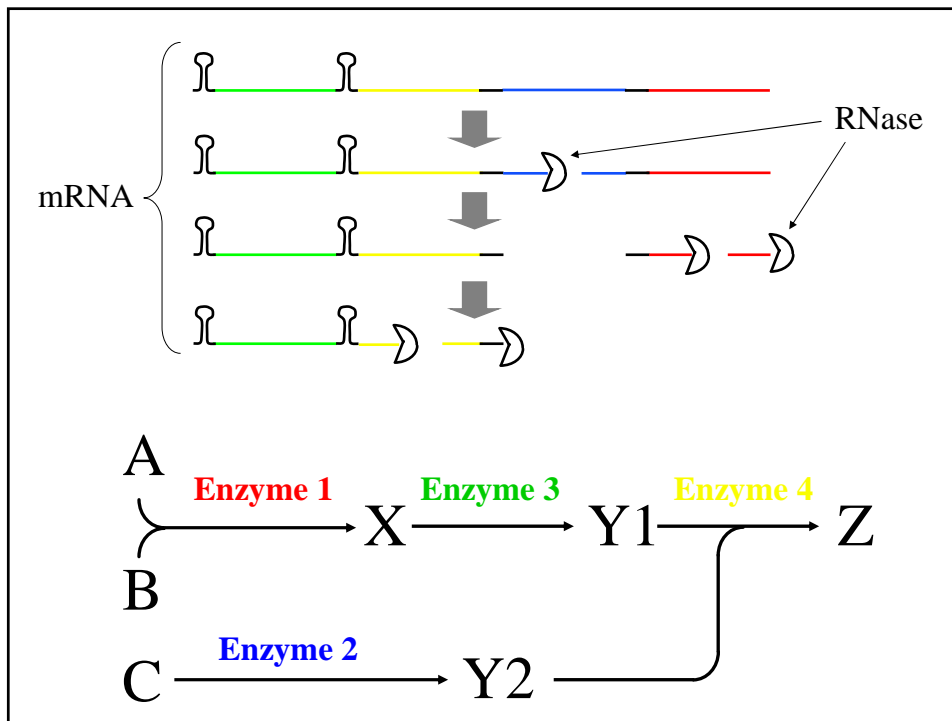 RNase
mRNA
A
Enzyme 1
Enzyme 3
Enzyme 4
X
Y1
Z
B
Enzyme 2
C
Y2